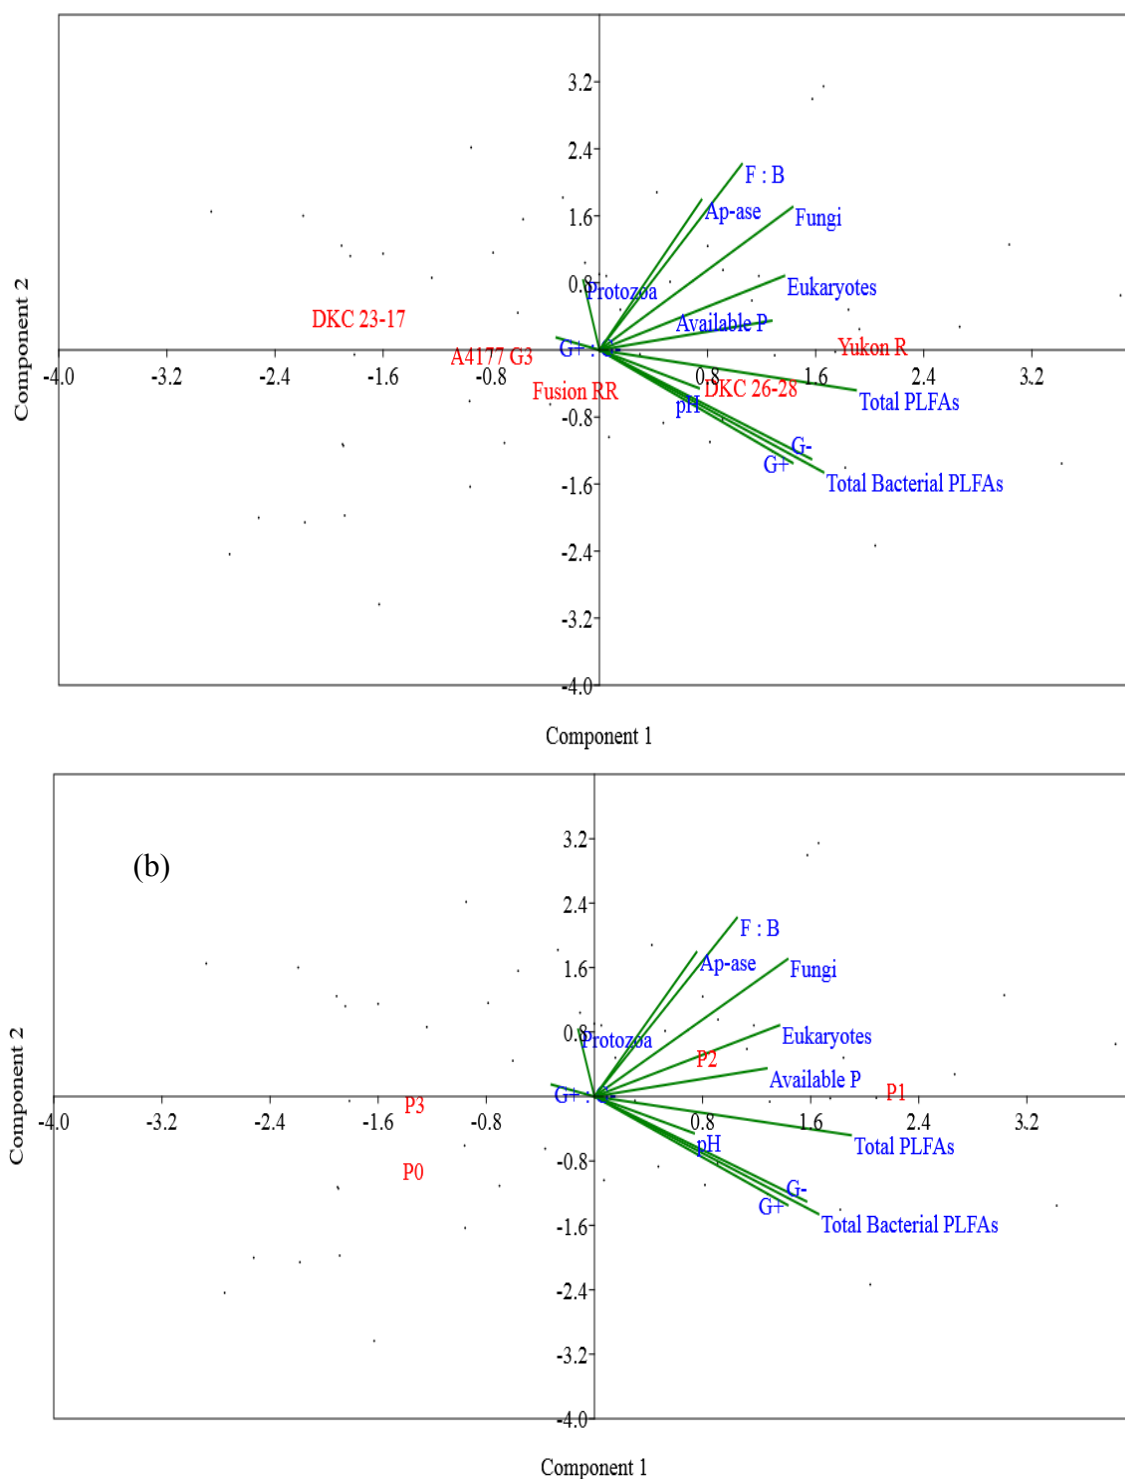 3.2
2.4
F : B
1.6
Ap-ase
Fungi
0.8
Protozoa
Eukaryotes
DKC 23-17
Available P
Component 2
Yukon R
G+ : G-
A4177 G3
-4.0 -3.2 -2.4 -1.6 -0.8 0.8 1.6 2.4 3.2
Fusion RR
DKC 26-28
Total PLFAs
pH
-0.8
G-
G+
-1.6
Total Bacterial PLFAs
-2.4
-3.2
-4.0
Component 1
3.2
(b)
2.4
F : B
Ap-ase
1.6
Fungi
0.8
Protozoa
Eukaryotes
P2
Available P
Component 2
P1
G+ : G-
P3
-4.0 -3.2 -2.4 -1.6 -0.8 0.8 1.6 2.4 3.2
pH
Total PLFAs
-0.8
P0
G-
G+
-1.6
Total Bacterial PLFAs
-2.4
-3.2
-4.0
Component 1